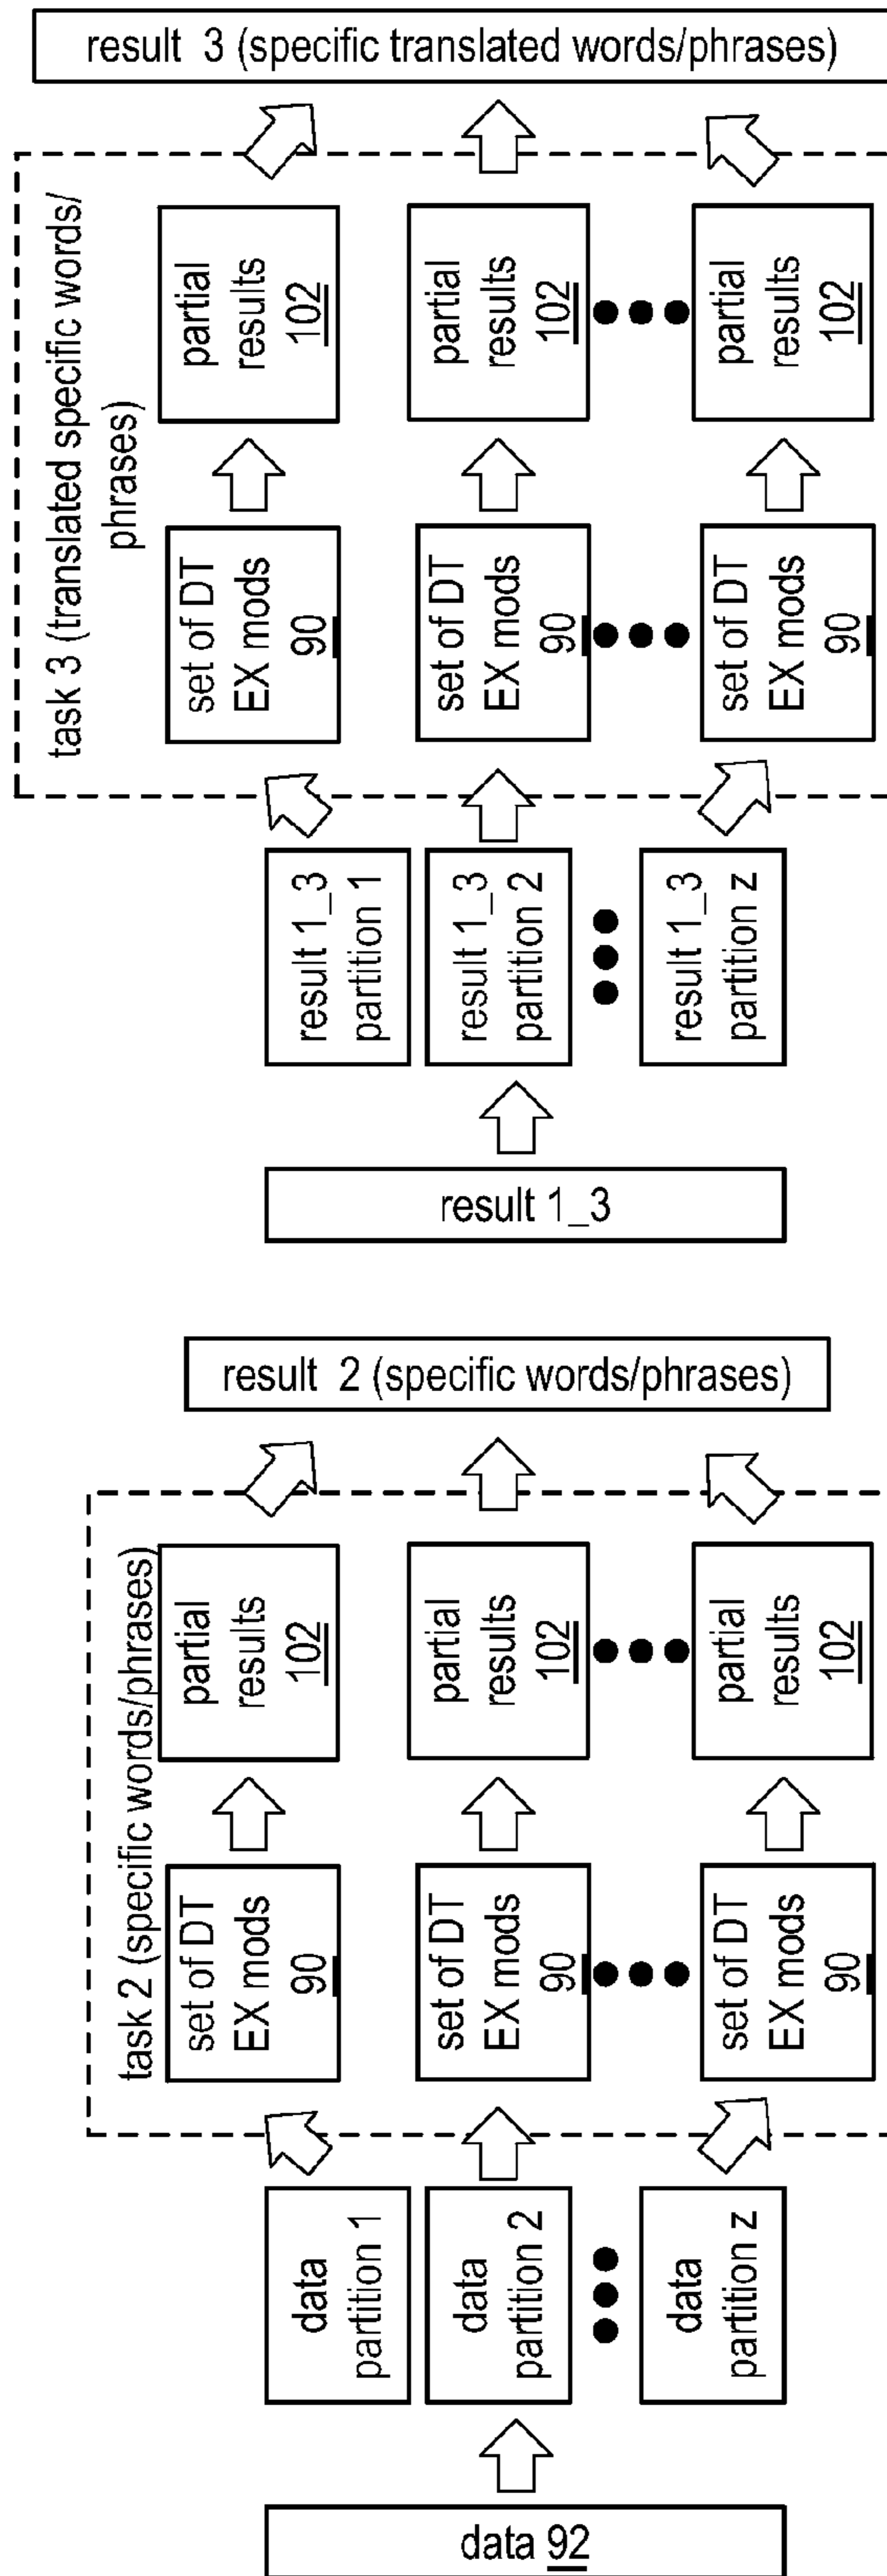 data 92
data
partition 1
data
partition 2
data
partition z
task 2 (specific words/phrases)
set of DT
EX mods
90
partial
results
102
set of DT
EX mods
90
partial
results
102
set of DT
EX mods
90
partial
results
102
result 2 (specific words/phrases)
result 1_3
result 1_3
partition 1
result 1_3
partition 2
result 1_3
partition z
task 3 (translated specific words/
phrases)
set of DT
EX mods
90
partial
results
102
set of DT
EX mods
90
partial
results
102
set of DT
EX mods
90
partial
results
102
result 3 (specific translated words/phrases)